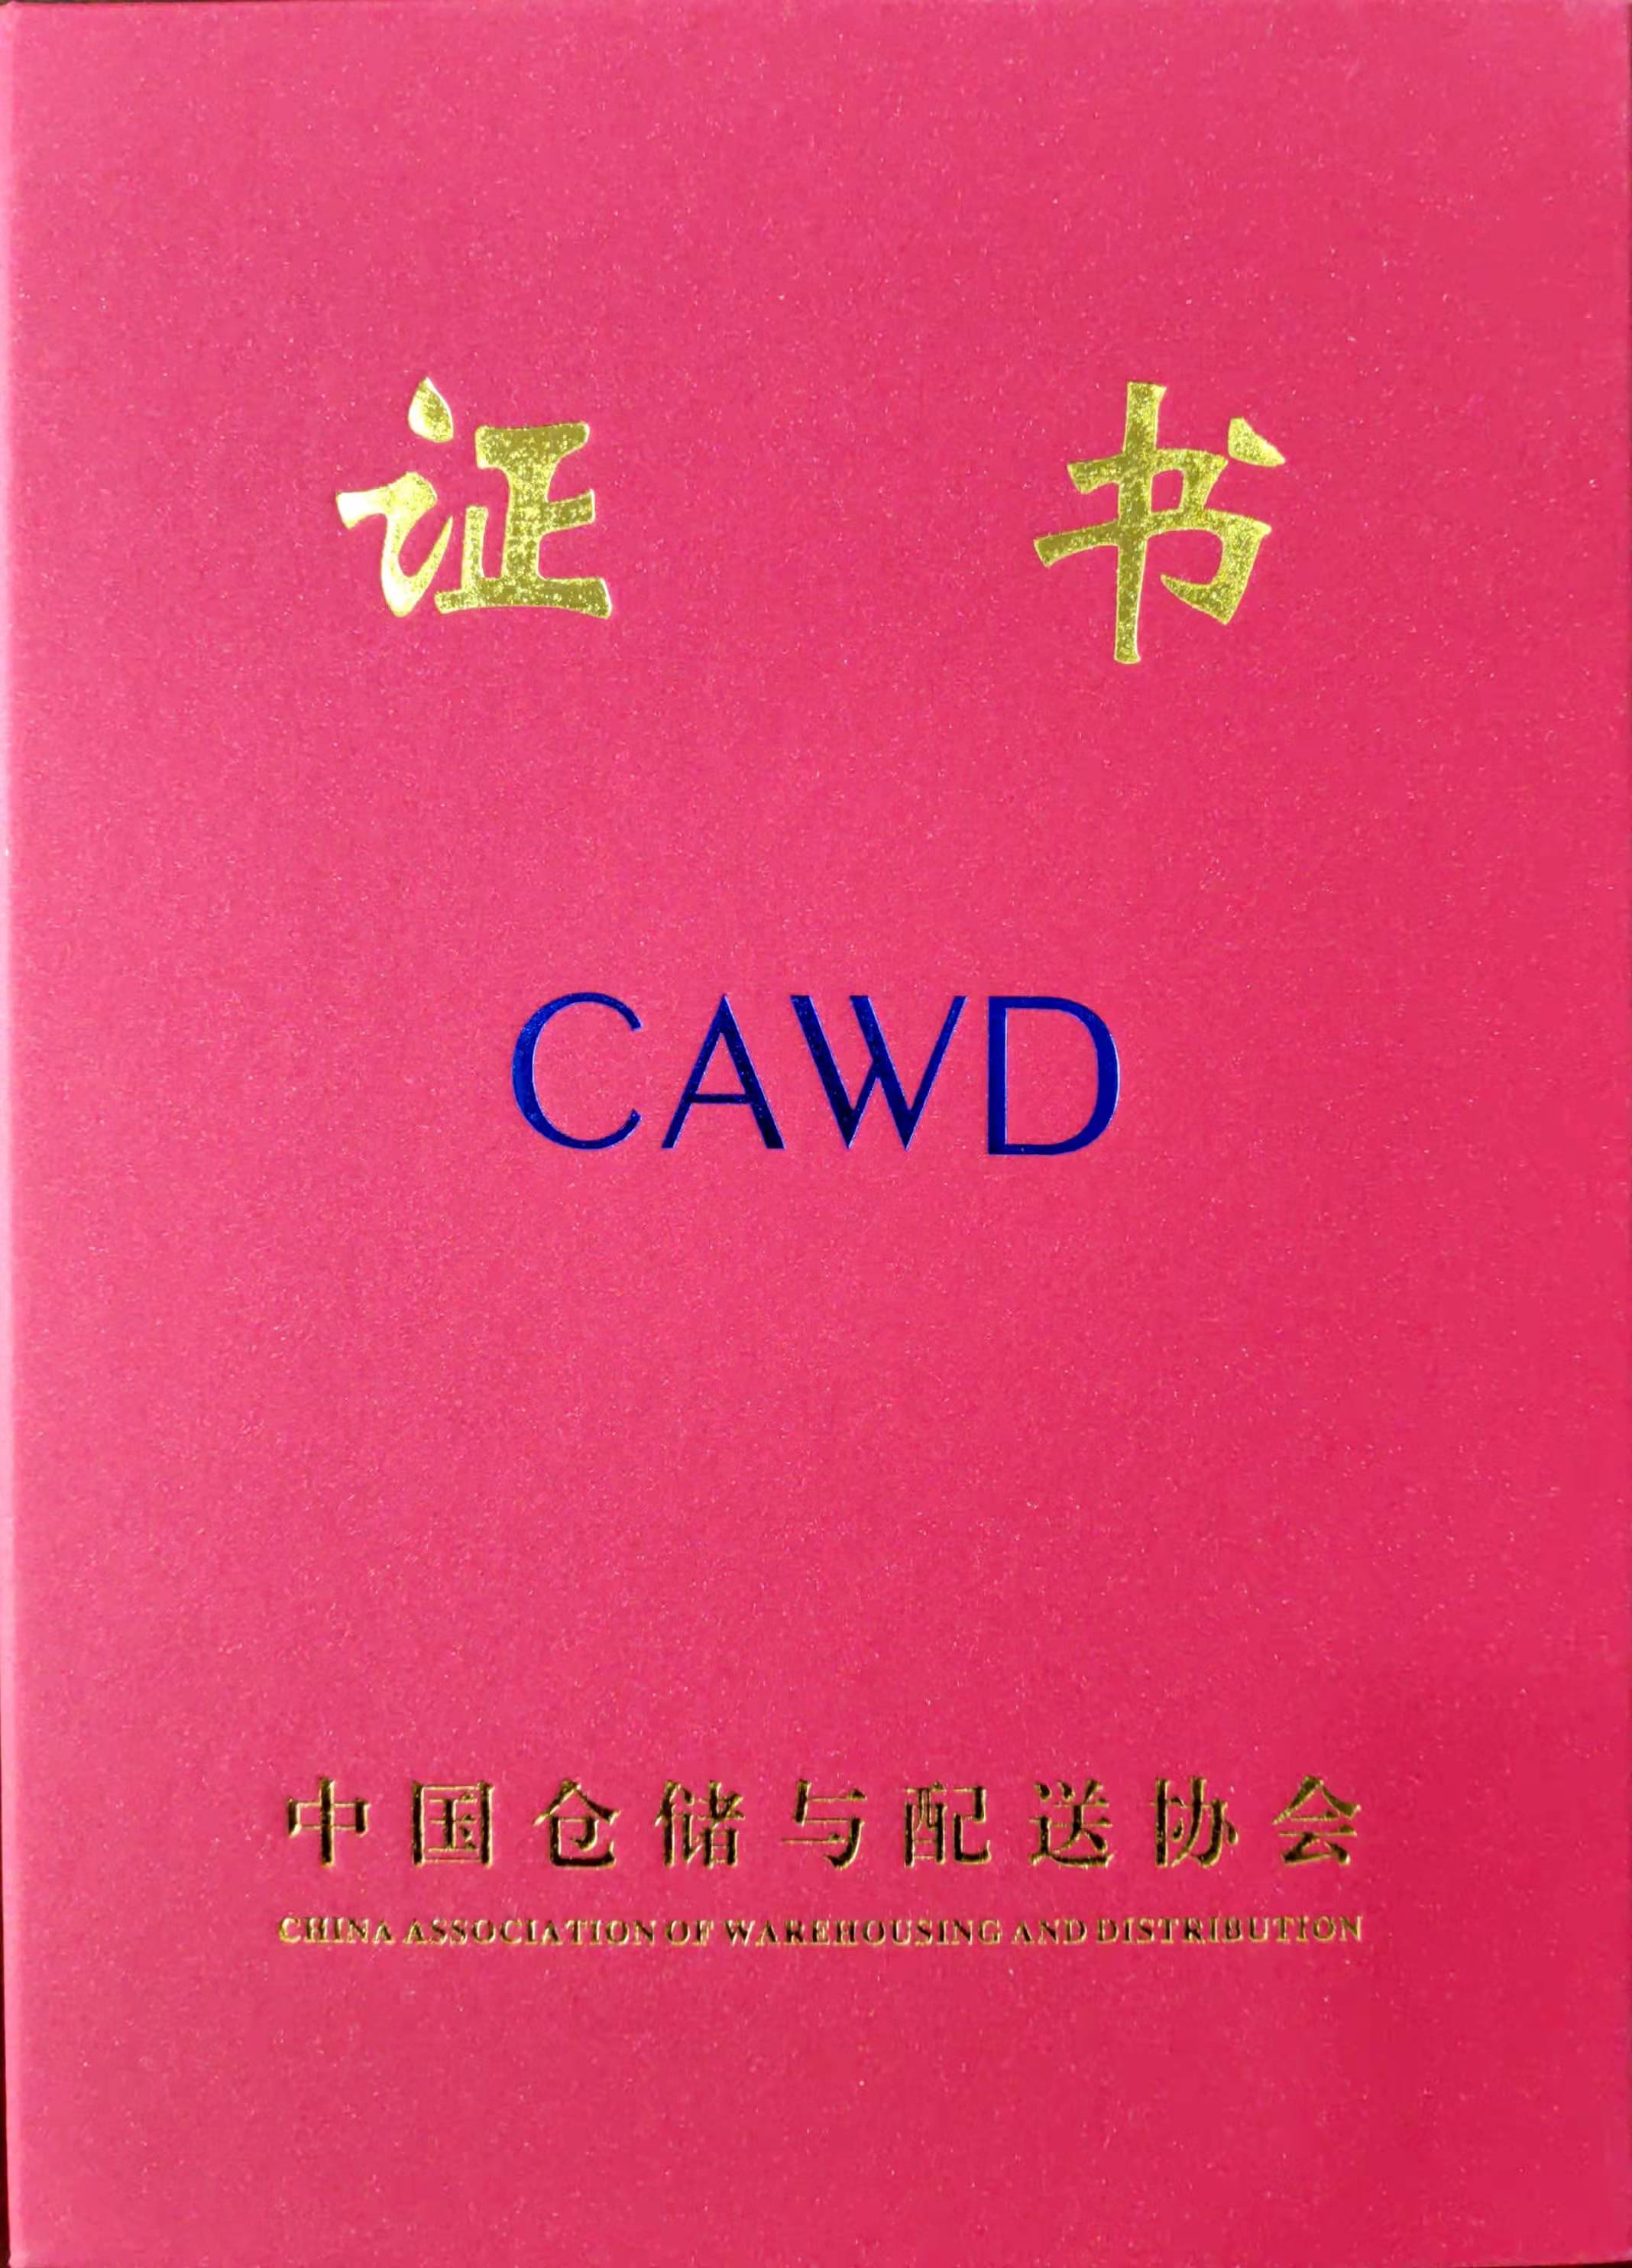 证 书
CAWD
中国仓储与配送协会
CHINA ASSOCIATION OF WAREHOUSING AND DISTRIBUTION